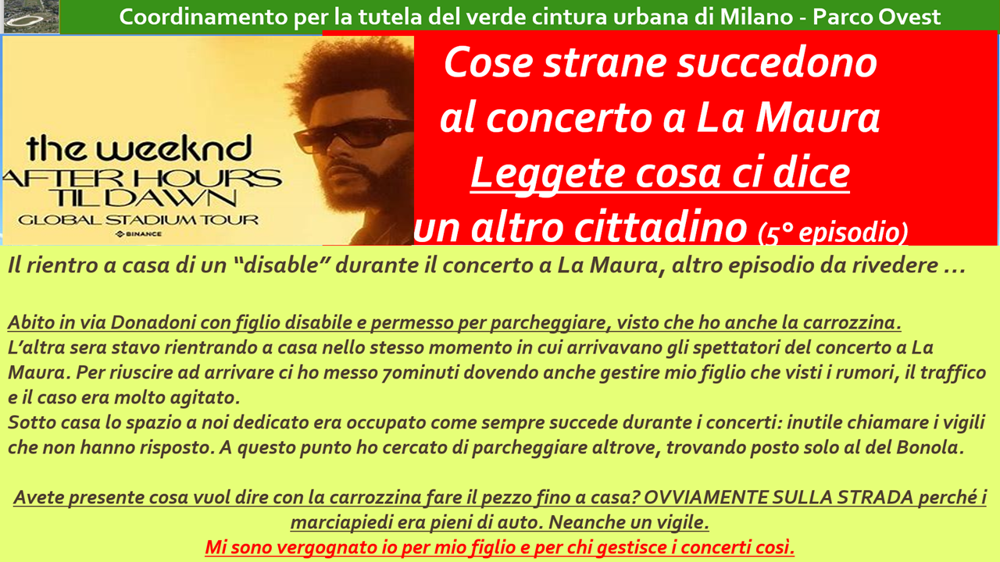 Coordinamento per la tutela del verde cintura urbana di Milano - Parco Ovest
the weeknd
AFTER HOURS
TIL DAWN
GLOBAL STADIUM TOUR
BINANCE
Cose strane succedono
al concerto a La Maura
Leggete cosa ci dice
un altro cittadino (5° episodio)
Il rientro a casa di un “disable” durante il concerto a La Maura, altro episodio da rivedere …
Abito in via Donadoni con figlio disabile e permesso per parcheggiare, visto che ho anche la carrozzina.
L’altra sera stavo rientrando a casa nello stesso momento in cui arrivavano gli spettatori del concerto a La
Maura. Per riuscire ad arrivare ci ho messo 70minuti dovendo anche gestire mio figlio che visti i rumori, il traffico
e il caso era molto agitato.
Sotto casa lo spazio a noi dedicato era occupato come sempre succede durante i concerti: inutile chiamare i vigili
che non hanno risposto. A questo punto ho cercato di parcheggiare altrove, trovando posto solo al del Bonola.
Avete presente cosa vuol dire con la carrozzina fare il pezzo fino a casa? OVVIAMENTE SULLA STRADA perché i
marciapiedi era pieni di auto. Neanche un vigile.
Mi sono vergognato io per mio figlio e per chi gestisce i concerti così.